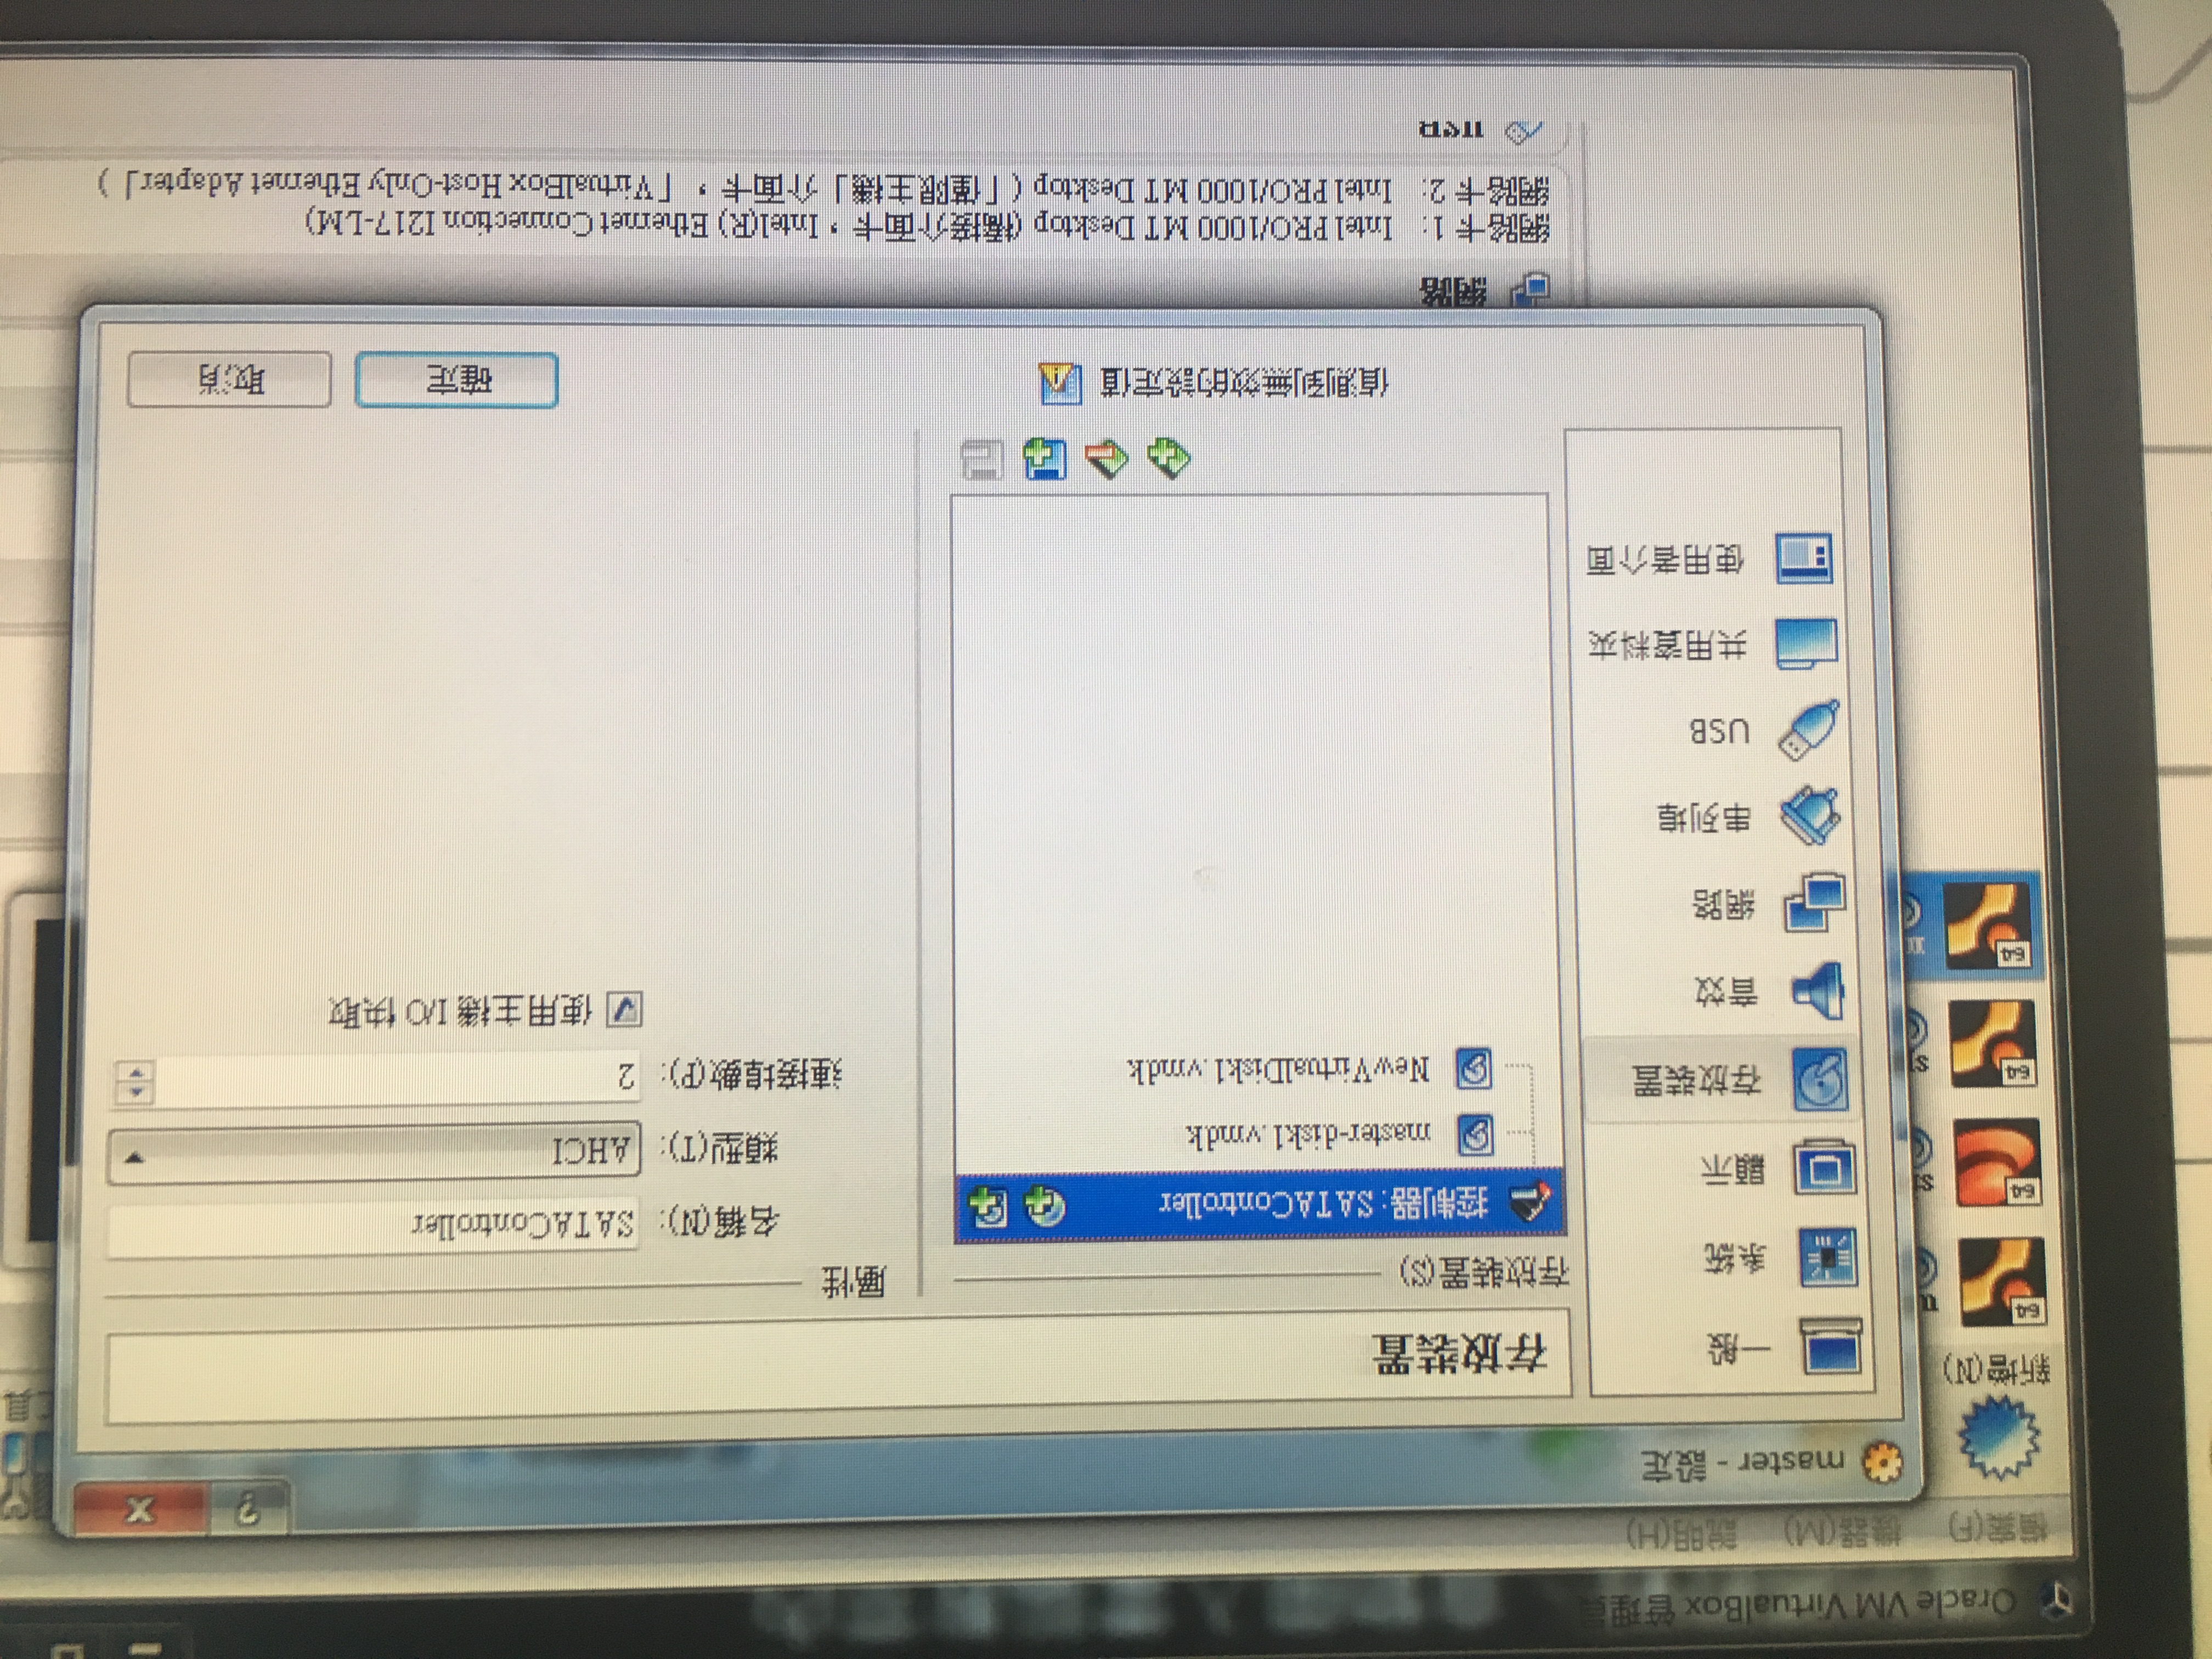 Oracle VM VirtualBox 管理員
檔案(F) 機器(M) 說明(H)
master - 設定
新增(N)
工具
64
64
64
64
一般
系統
顯示
存放裝置
音效
網路
串列埠
USB
共用資料夾
使用者介面
存放裝置
存放裝置(S)
控制器: SATAController
master-disk1.vmdk
NewVirtualDisk1.vmdk
屬性
名稱(N): SATAController
類型(T): AHCI
連接埠數(P): 2
使用主機 I/O 快取
偵測到無效的設定值
確定 取消
網路
網路卡 1: Intel PRO/1000 MT Desktop (橋接介面卡，Intel(R) Ethernet Connection I217-LM)
網路卡 2: Intel PRO/1000 MT Desktop (「僅限主機」介面卡，「VirtualBox Host-Only Ethernet Adapter」)
USB